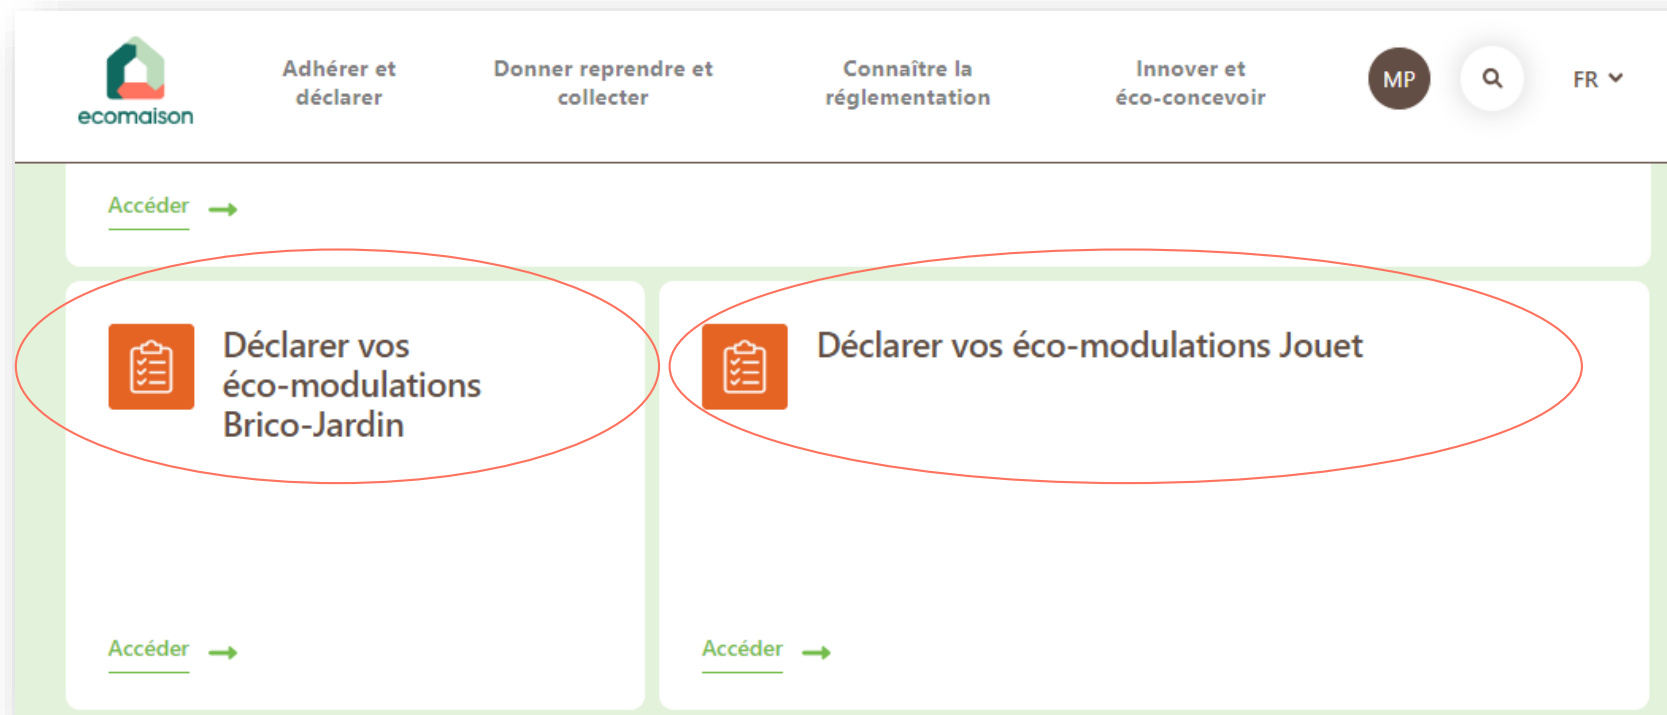 ecomaison
Adhérer et
déclarer
Donner reprendre et
collecter
Connaître la
réglementation
Innover et
éco-concevoir
MP
FR
Accéder
Déclarer vos
éco-modulations
Brico-Jardin
Accéder
Déclarer vos éco-modulations Jouet
Accéder